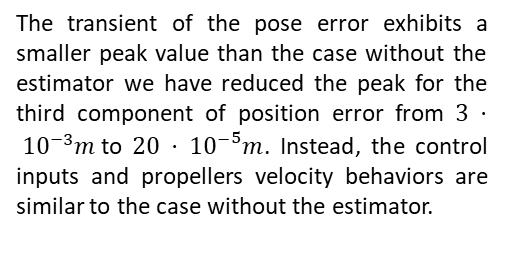 The transient of the pose error exhibits a
smaller peak value than the case without the
estimator we have reduced the peak for the
third component of position error from 3 ·
10⁻³m to 20 · 10⁻⁵m. Instead, the control
inputs and propellers velocity behaviors are
similar to the case without the estimator.